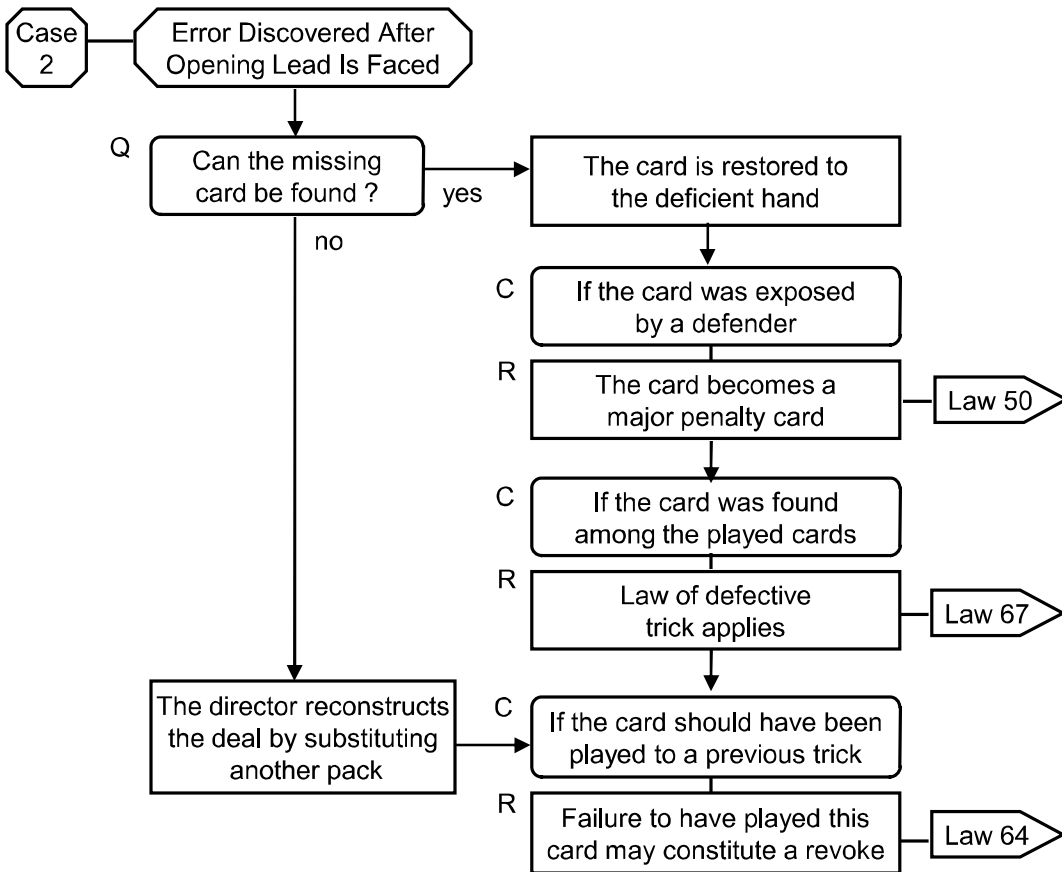 Case
2
Error Discovered After
Opening Lead Is Faced
Q
Can the missing
card be found ?
yes
no
The card is restored to
the deficient hand
C
If the card was exposed
by a defender
R
The card becomes a
major penalty card
Law 50
C
If the card was found
among the played cards
R
Law of defective
trick applies
Law 67
The director reconstructs
the deal by substituting
another pack
C
If the card should have been
played to a previous trick
R
Failure to have played this
card may constitute a revoke
Law 64